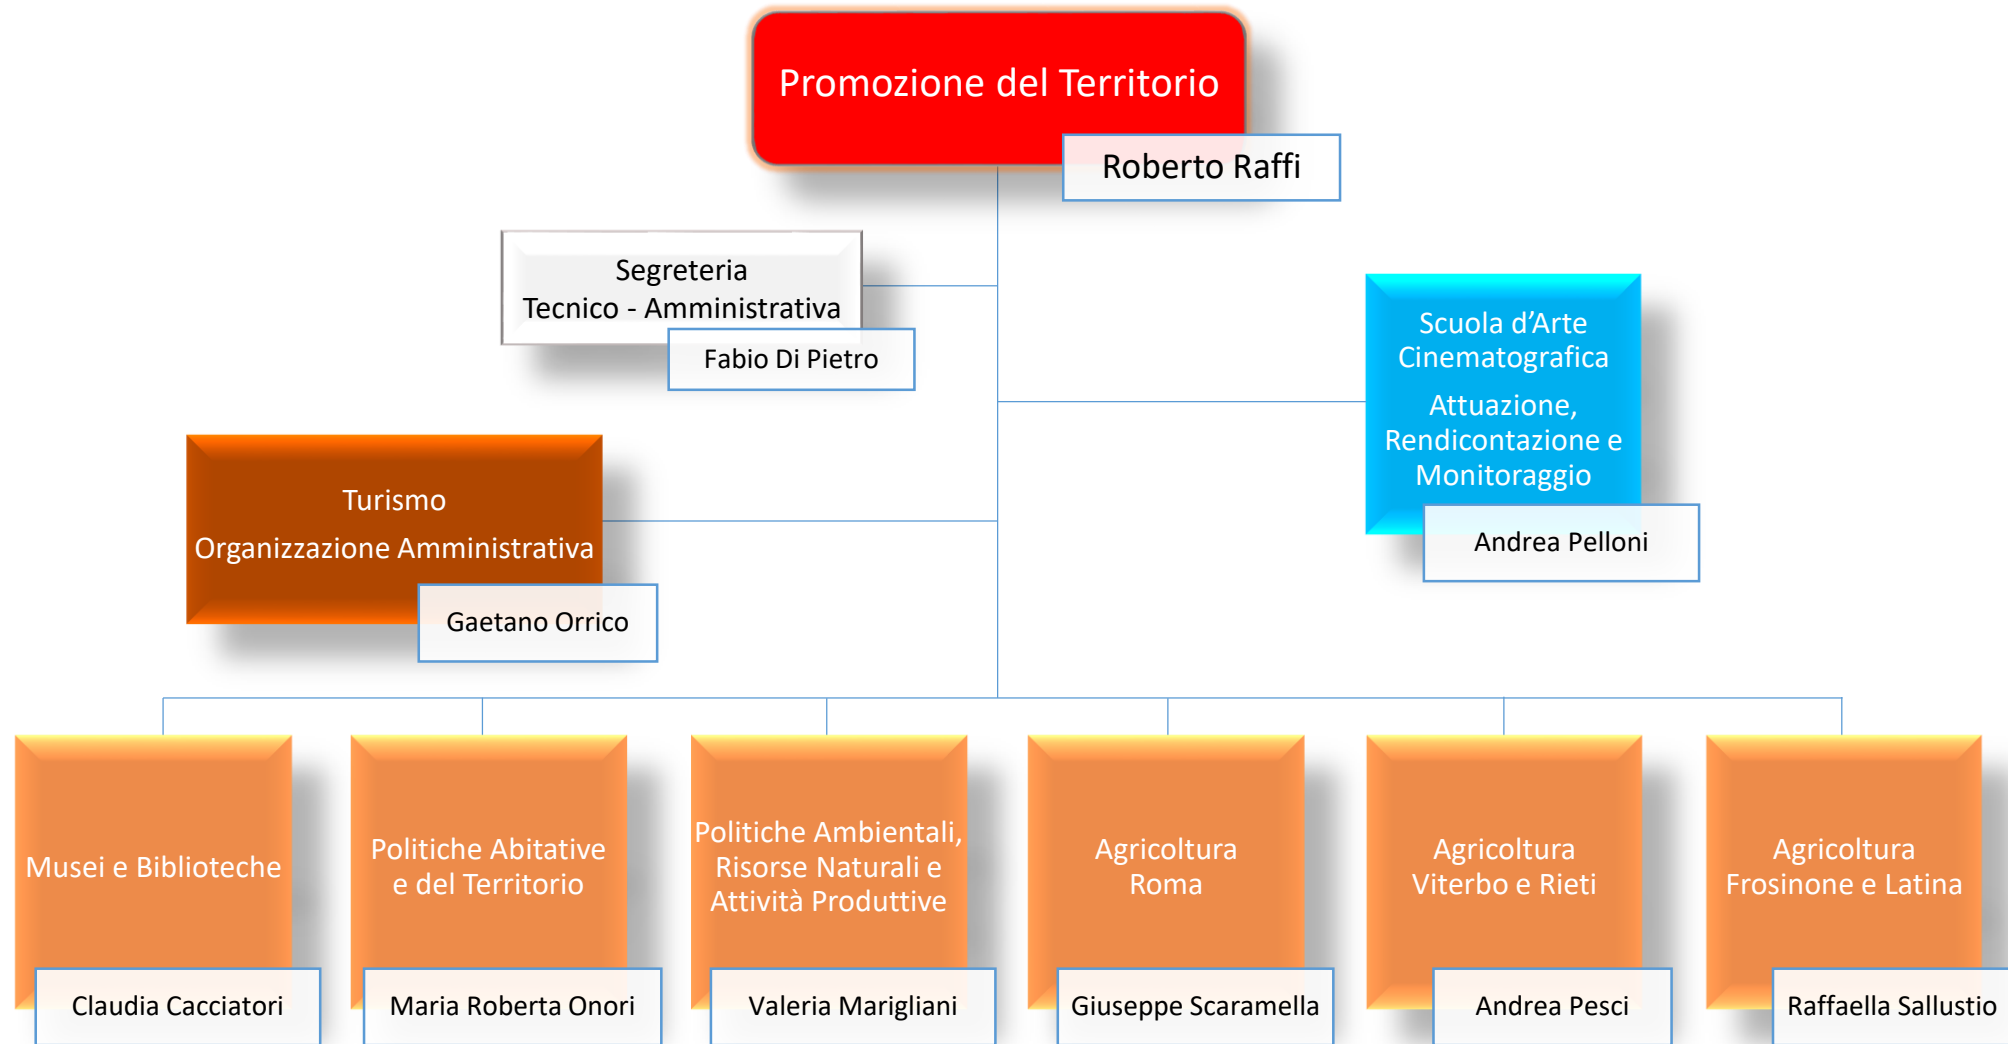 Promozione del Territorio
Roberto Raffi
Segreteria
Tecnico - Amministrativa
Fabio Di Pietro
Scuola d’Arte
Cinematografica
Attuazione,
Rendicontazione e
Monitoraggio
Andrea Pelloni
Turismo
Organizzazione Amministrativa
Gaetano Orrico
Musei e Biblioteche
Claudia Cacciatori
Politiche Abitative
e del Territorio
Maria Roberta Onori
Politiche Ambientali,
Risorse Naturali e
Attività Produttive
Valeria Marigliani
Agricoltura
Roma
Giuseppe Scaramella
Agricoltura
Viterbo e Rieti
Andrea Pesci
Agricoltura
Frosinone e Latina
Raffaella Sallustio